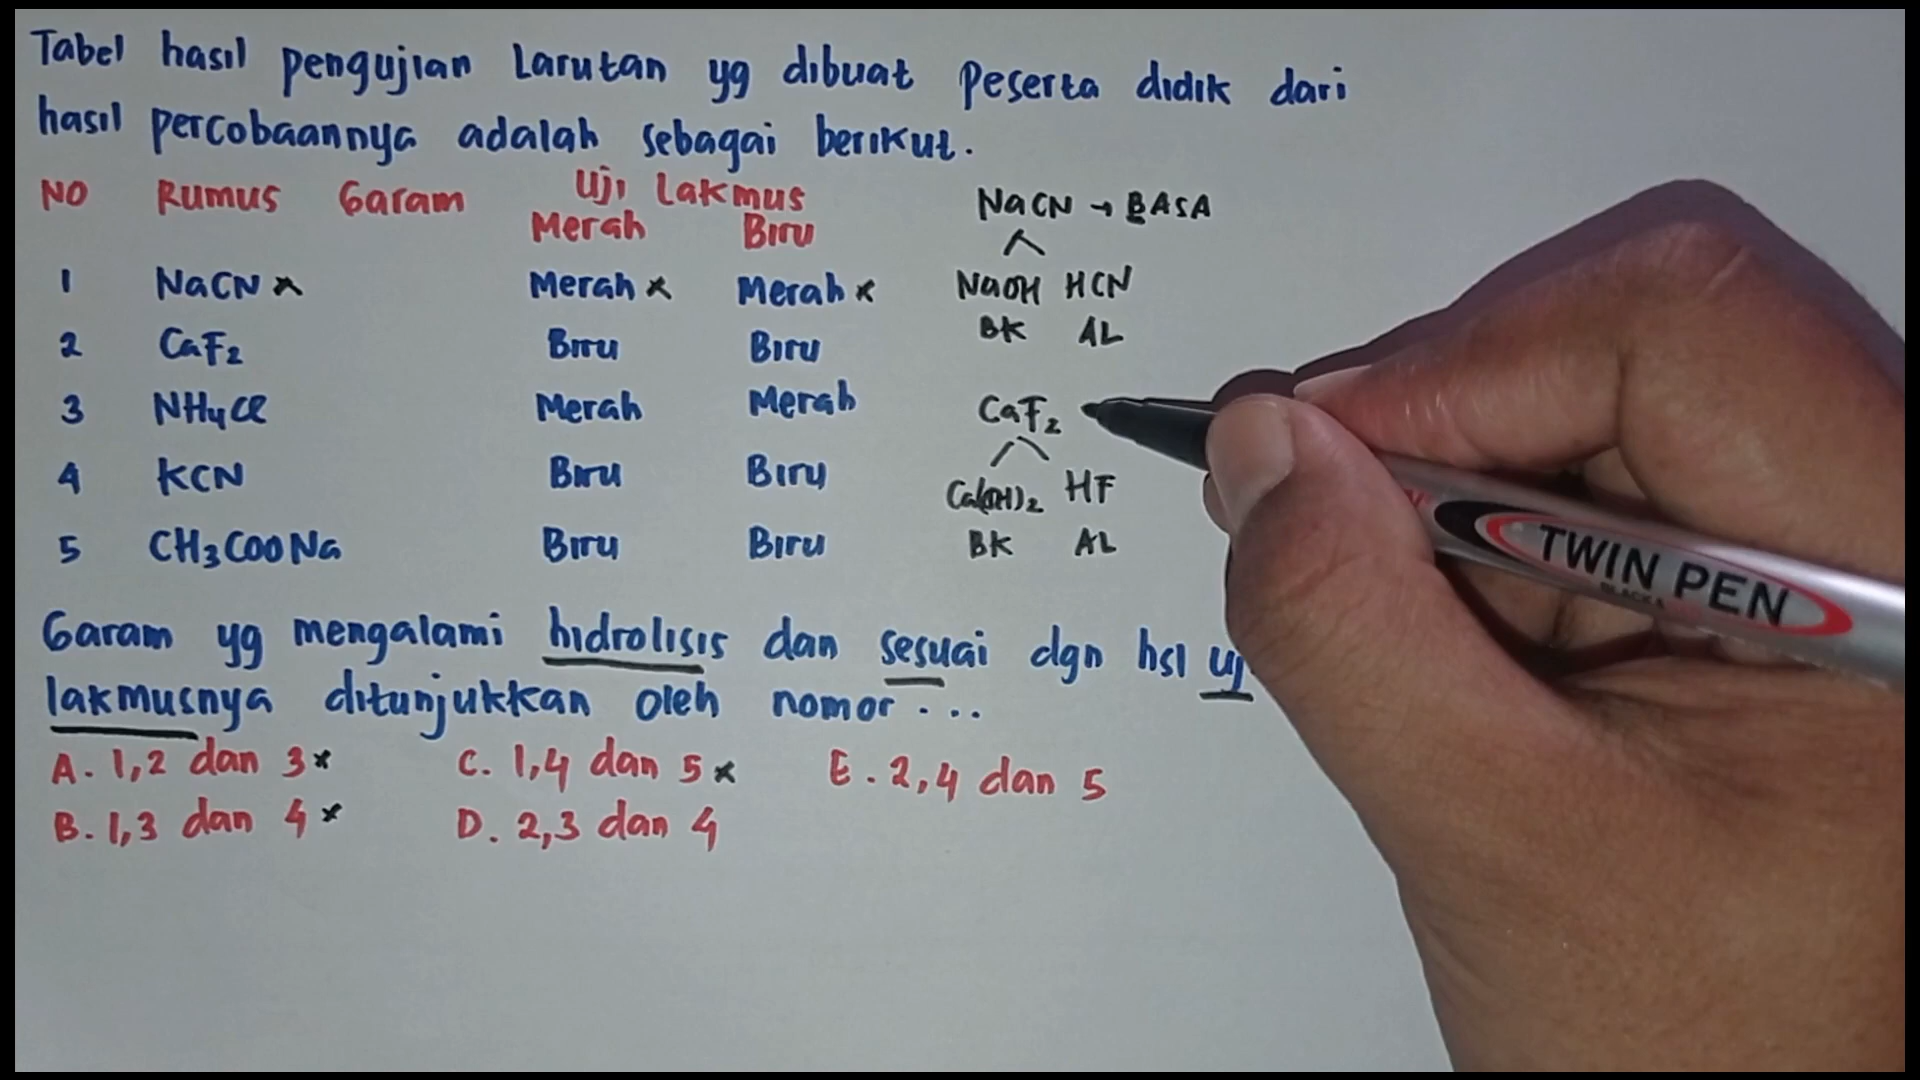 Tabel hasil pengujian Larutan yg dibuat peserta didik dari
hasil percobaannya adalah sebagai berikut.
NO Rumus Garam Uji Lakmus
Merah Biru
1 NaCN x Merah x Merah x
2 CaF2 Biru Biru
3 NH4Cl Merah Merah
4 KCN Biru Biru
5 CH3COONa Biru Biru
NaCN → BASA
NaOH HCN
BK AL
CaF2
Ca(OH)2 HF
BK AL
Garam yg mengalami hidrolisis dan sesuai dgn hsl uj
lakmusnya ditunjukkan oleh nomor ...
A. 1,2 dan 3 x C. 1,4 dan 5 x E. 2,4 dan 5
B. 1,3 dan 4 x D. 2,3 dan 4
TWIN PEN